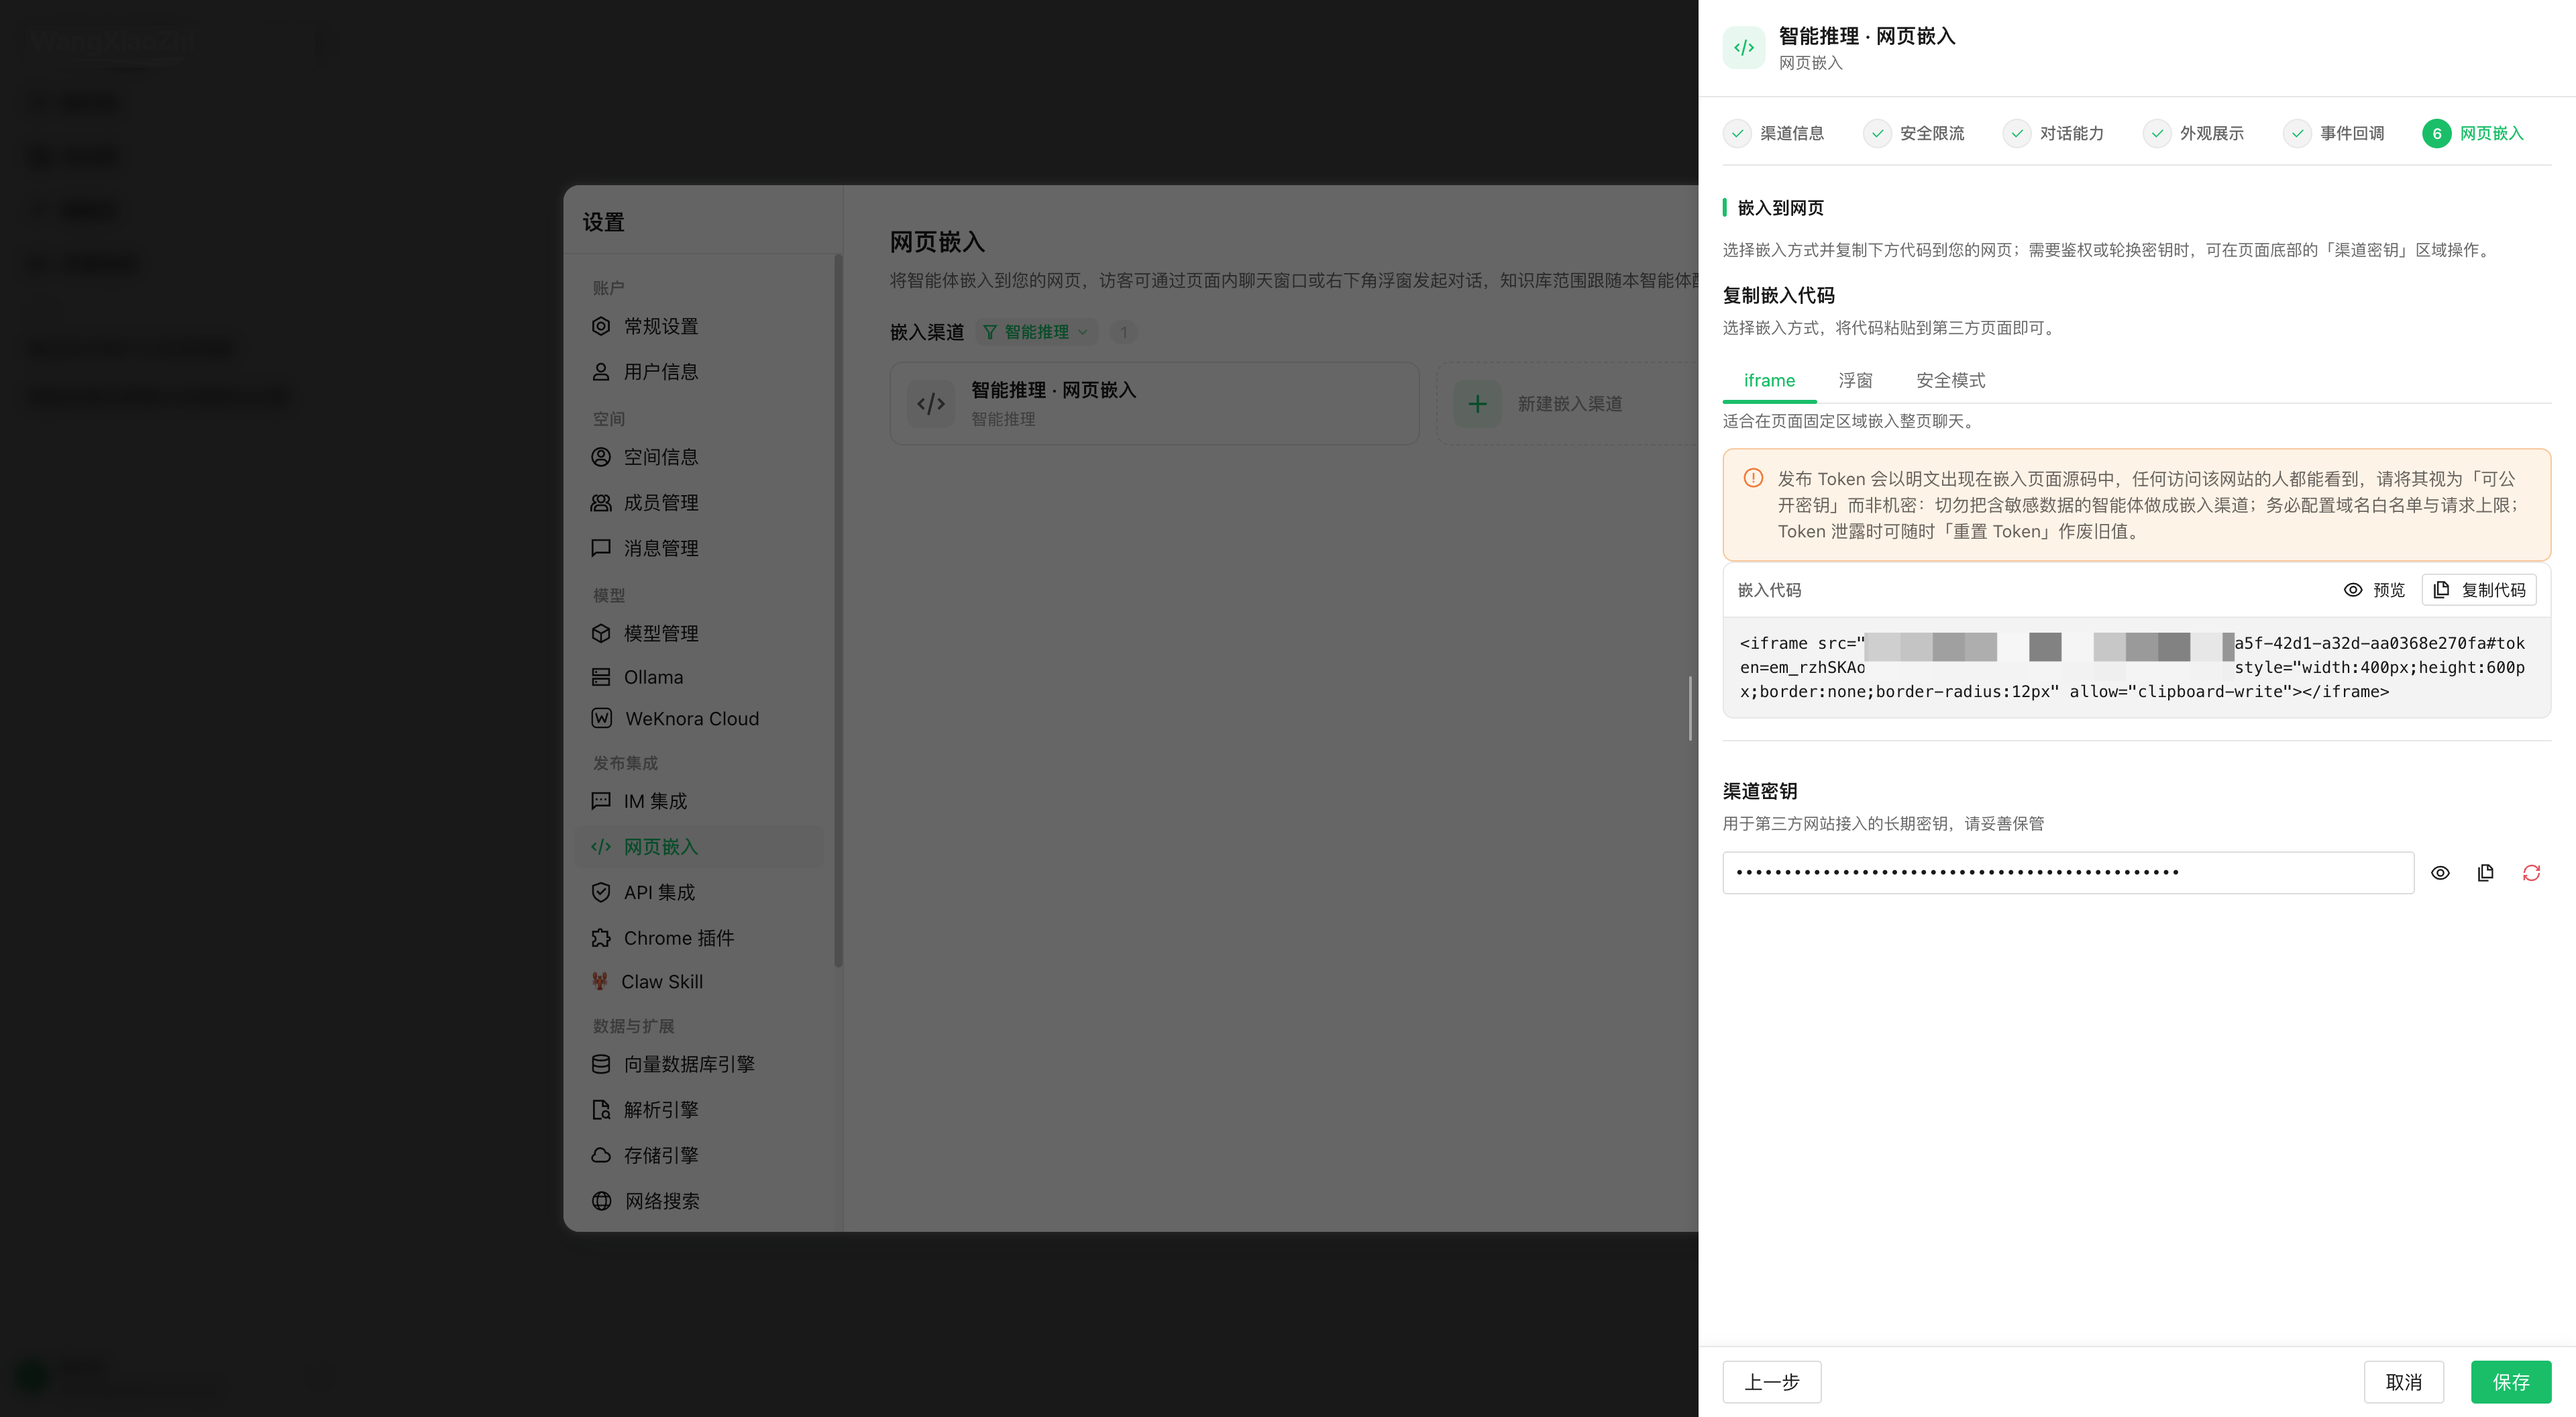 设置
账户
常规设置
用户信息
空间
空间信息
成员管理
消息管理
模型
模型管理
Ollama
WeKnora Cloud
发布集成
IM 集成
网页嵌入
API 集成
Chrome 插件
Claw Skill
数据与扩展
向量数据库引擎
解析引擎
存储引擎
网络搜索
网页嵌入
将智能体嵌入到您的网页，访客可通过页面内聊天窗口或右下角浮窗发起对话，知识库范围跟随本智能体
嵌入渠道 智能推理 1
智能推理 · 网页嵌入
智能推理
新建嵌入渠道
智能推理 · 网页嵌入
网页嵌入
渠道信息 安全限流 对话能力 外观展示 事件回调 6 网页嵌入
嵌入到网页
选择嵌入方式并复制下方代码到您的网页；需要鉴权或轮换密钥时，可在页面底部的「渠道密钥」区域操作。
复制嵌入代码
选择嵌入方式，将代码粘贴到第三方页面即可。
iframe 浮窗 安全模式
适合在页面固定区域嵌入整页聊天。
发布 Token 会以明文出现在嵌入页面源码中，任何访问该网站的人都能看到，请将其视为「可公
开密钥」而非机密：切勿把含敏感数据的智能体做成嵌入渠道；务必配置域名白名单与请求上限；
Token 泄露时可随时「重置 Token」作废旧值。
嵌入代码 预览 复制代码
<iframe src="a5f-42d1-a32d-aa0368e270fa#tok
en=em_rzhSKAo style="width:400px;height:600p
x;border:none;border-radius:12px" allow="clipboard-write"></iframe>
渠道密钥
用于第三方网站接入的长期密钥，请妥善保管
上一步 取消 保存